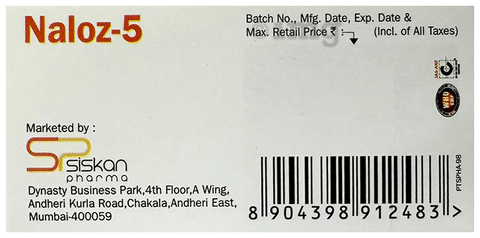 Naloz-5
Batch No., Mfg. Date, Exp. Date &
Max. Retail Price ₹ : (Incl. of All Taxes)
WHO
Marketed by :
SP siskan
pharma
Dynasty Business Park,4th Floor,A Wing,
Andheri Kurla Road,Chakala,Andheri East,
Mumbai-400059
8 904398 912483 >
PTSPHA-98